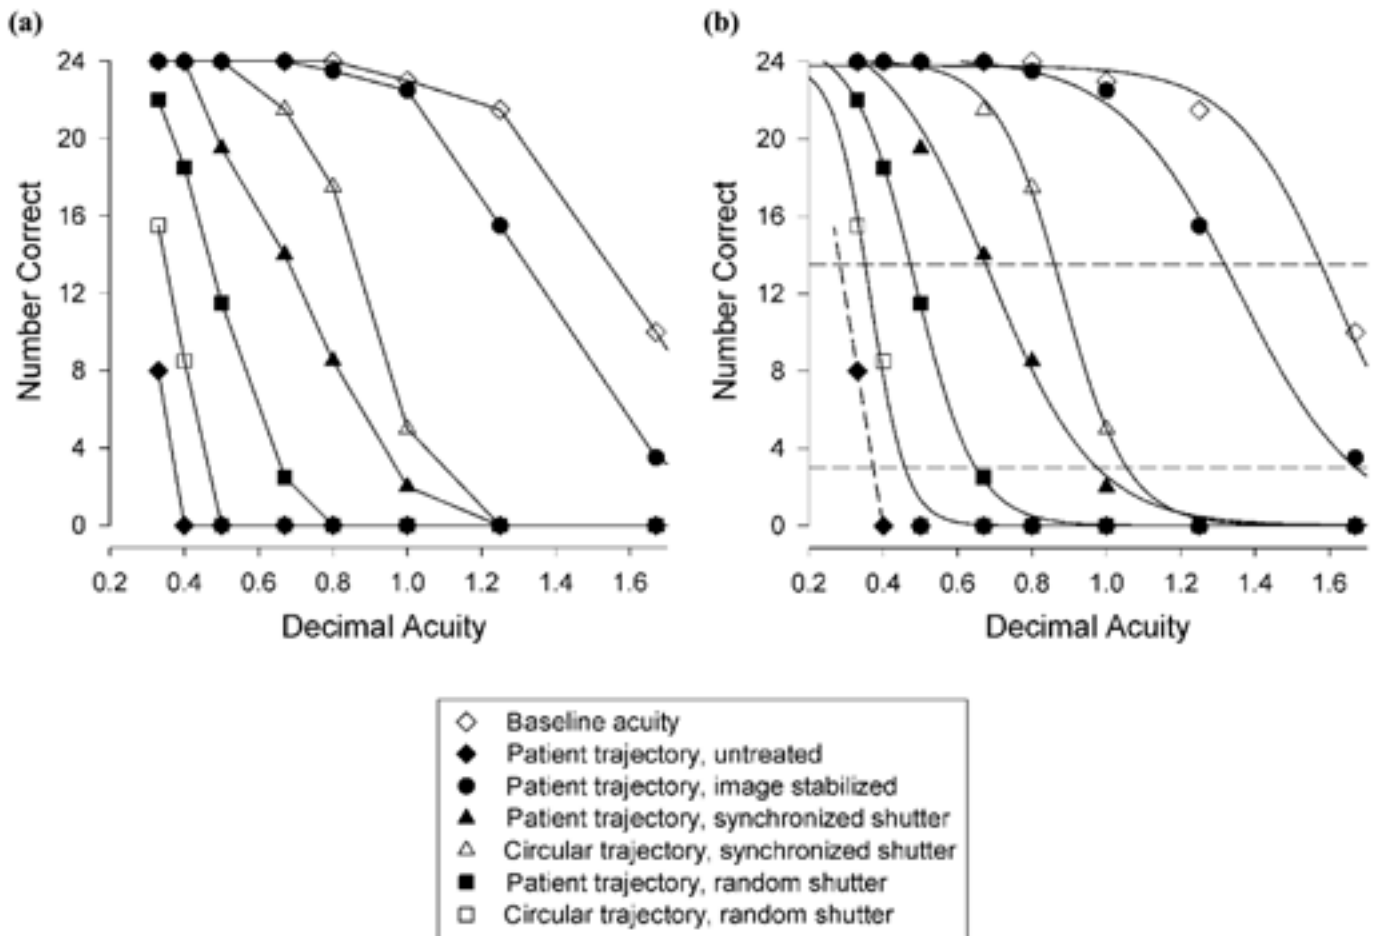 (a)
(b)
24
20
16
12
8
4
0
Number Correct
0.2 0.4 0.6 0.8 1.0 1.2 1.4 1.6
Decimal Acuity
24
20
16
12
8
4
0
Number Correct
0.2 0.4 0.6 0.8 1.0 1.2 1.4 1.6
Decimal Acuity
Baseline acuity
Patient trajectory, untreated
Patient trajectory, image stabilized
Patient trajectory, synchronized shutter
Circular trajectory, synchronized shutter
Patient trajectory, random shutter
Circular trajectory, random shutter